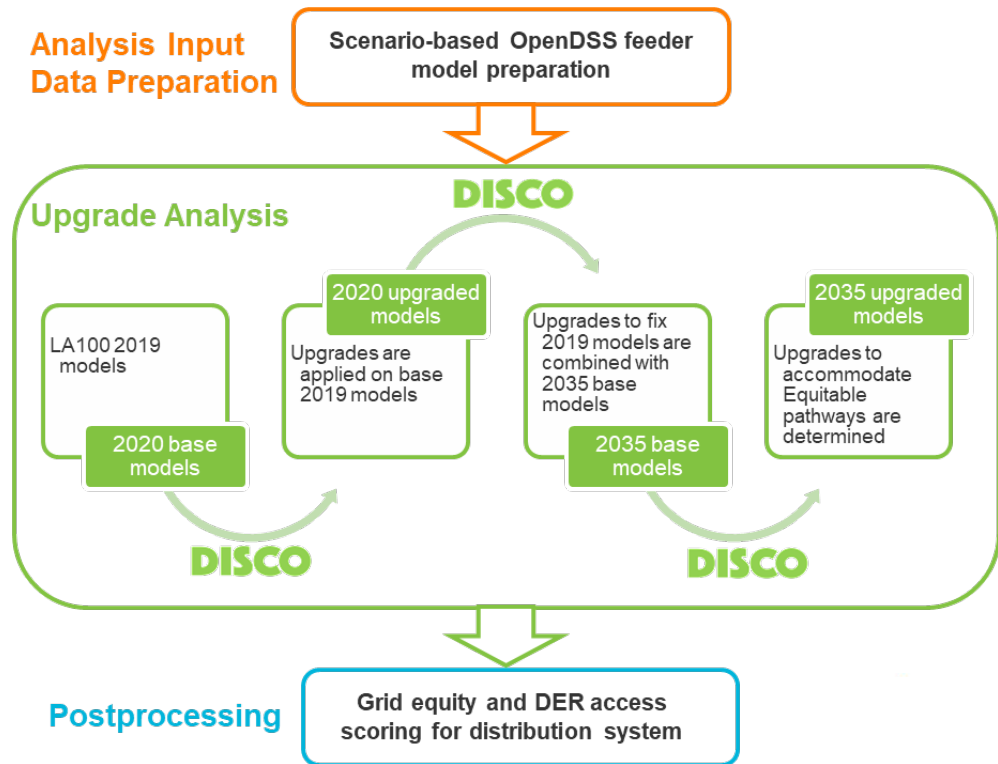 Analysis Input
Data Preparation
Scenario-based OpenDSS feeder
model preparation
Upgrade Analysis
DISCO
LA100 2019
models
2020 base
models
DISCO
2020 upgraded
models
Upgrades are
applied on base
2019 models
Upgrades to fix
2019 models are
combined with
2035 base
models
2035 base
models
DISCO
2035 upgraded
models
Upgrades to
accommodate
Equitable
pathways are
determined
Postprocessing
Grid equity and DER access
scoring for distribution system